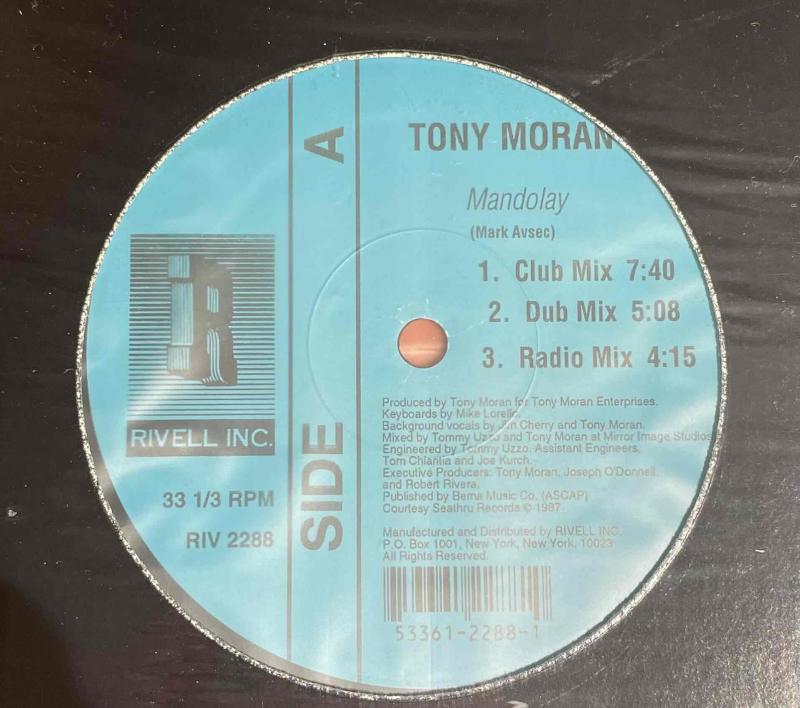 TONY MORAN
Mandolay
(Mark Avsec)
1. Club Mix 7:40
2. Dub Mix 5:08
3. Radio Mix 4:15
Produced by Tony Moran for Tony Moran Enterprises.
Keyboards by Mike Lorello.
Background vocals by Cherry and Tony Moran.
Mixed by Tommy Uzzo and Tony Moran at Mirror Image Studios
Engineered by Tommy Uzzo. Assistant Engineers,
Tom and Joe Kurch.
Executive Producers: Tony Moran, Joseph O'Donnell,
and Robert Rivera.
Published by Bema Music Co. (ASCAP)
Courtesy Seathru Records © 1987
Manufactured and Distributed by RIVELL INC.
P.O. Box 1001, New York, New York, 10023
All Rights Reserved.
53361-2288-1
SIDE A
R
RIVELL INC.
33 1/3 RPM
RIV 2288